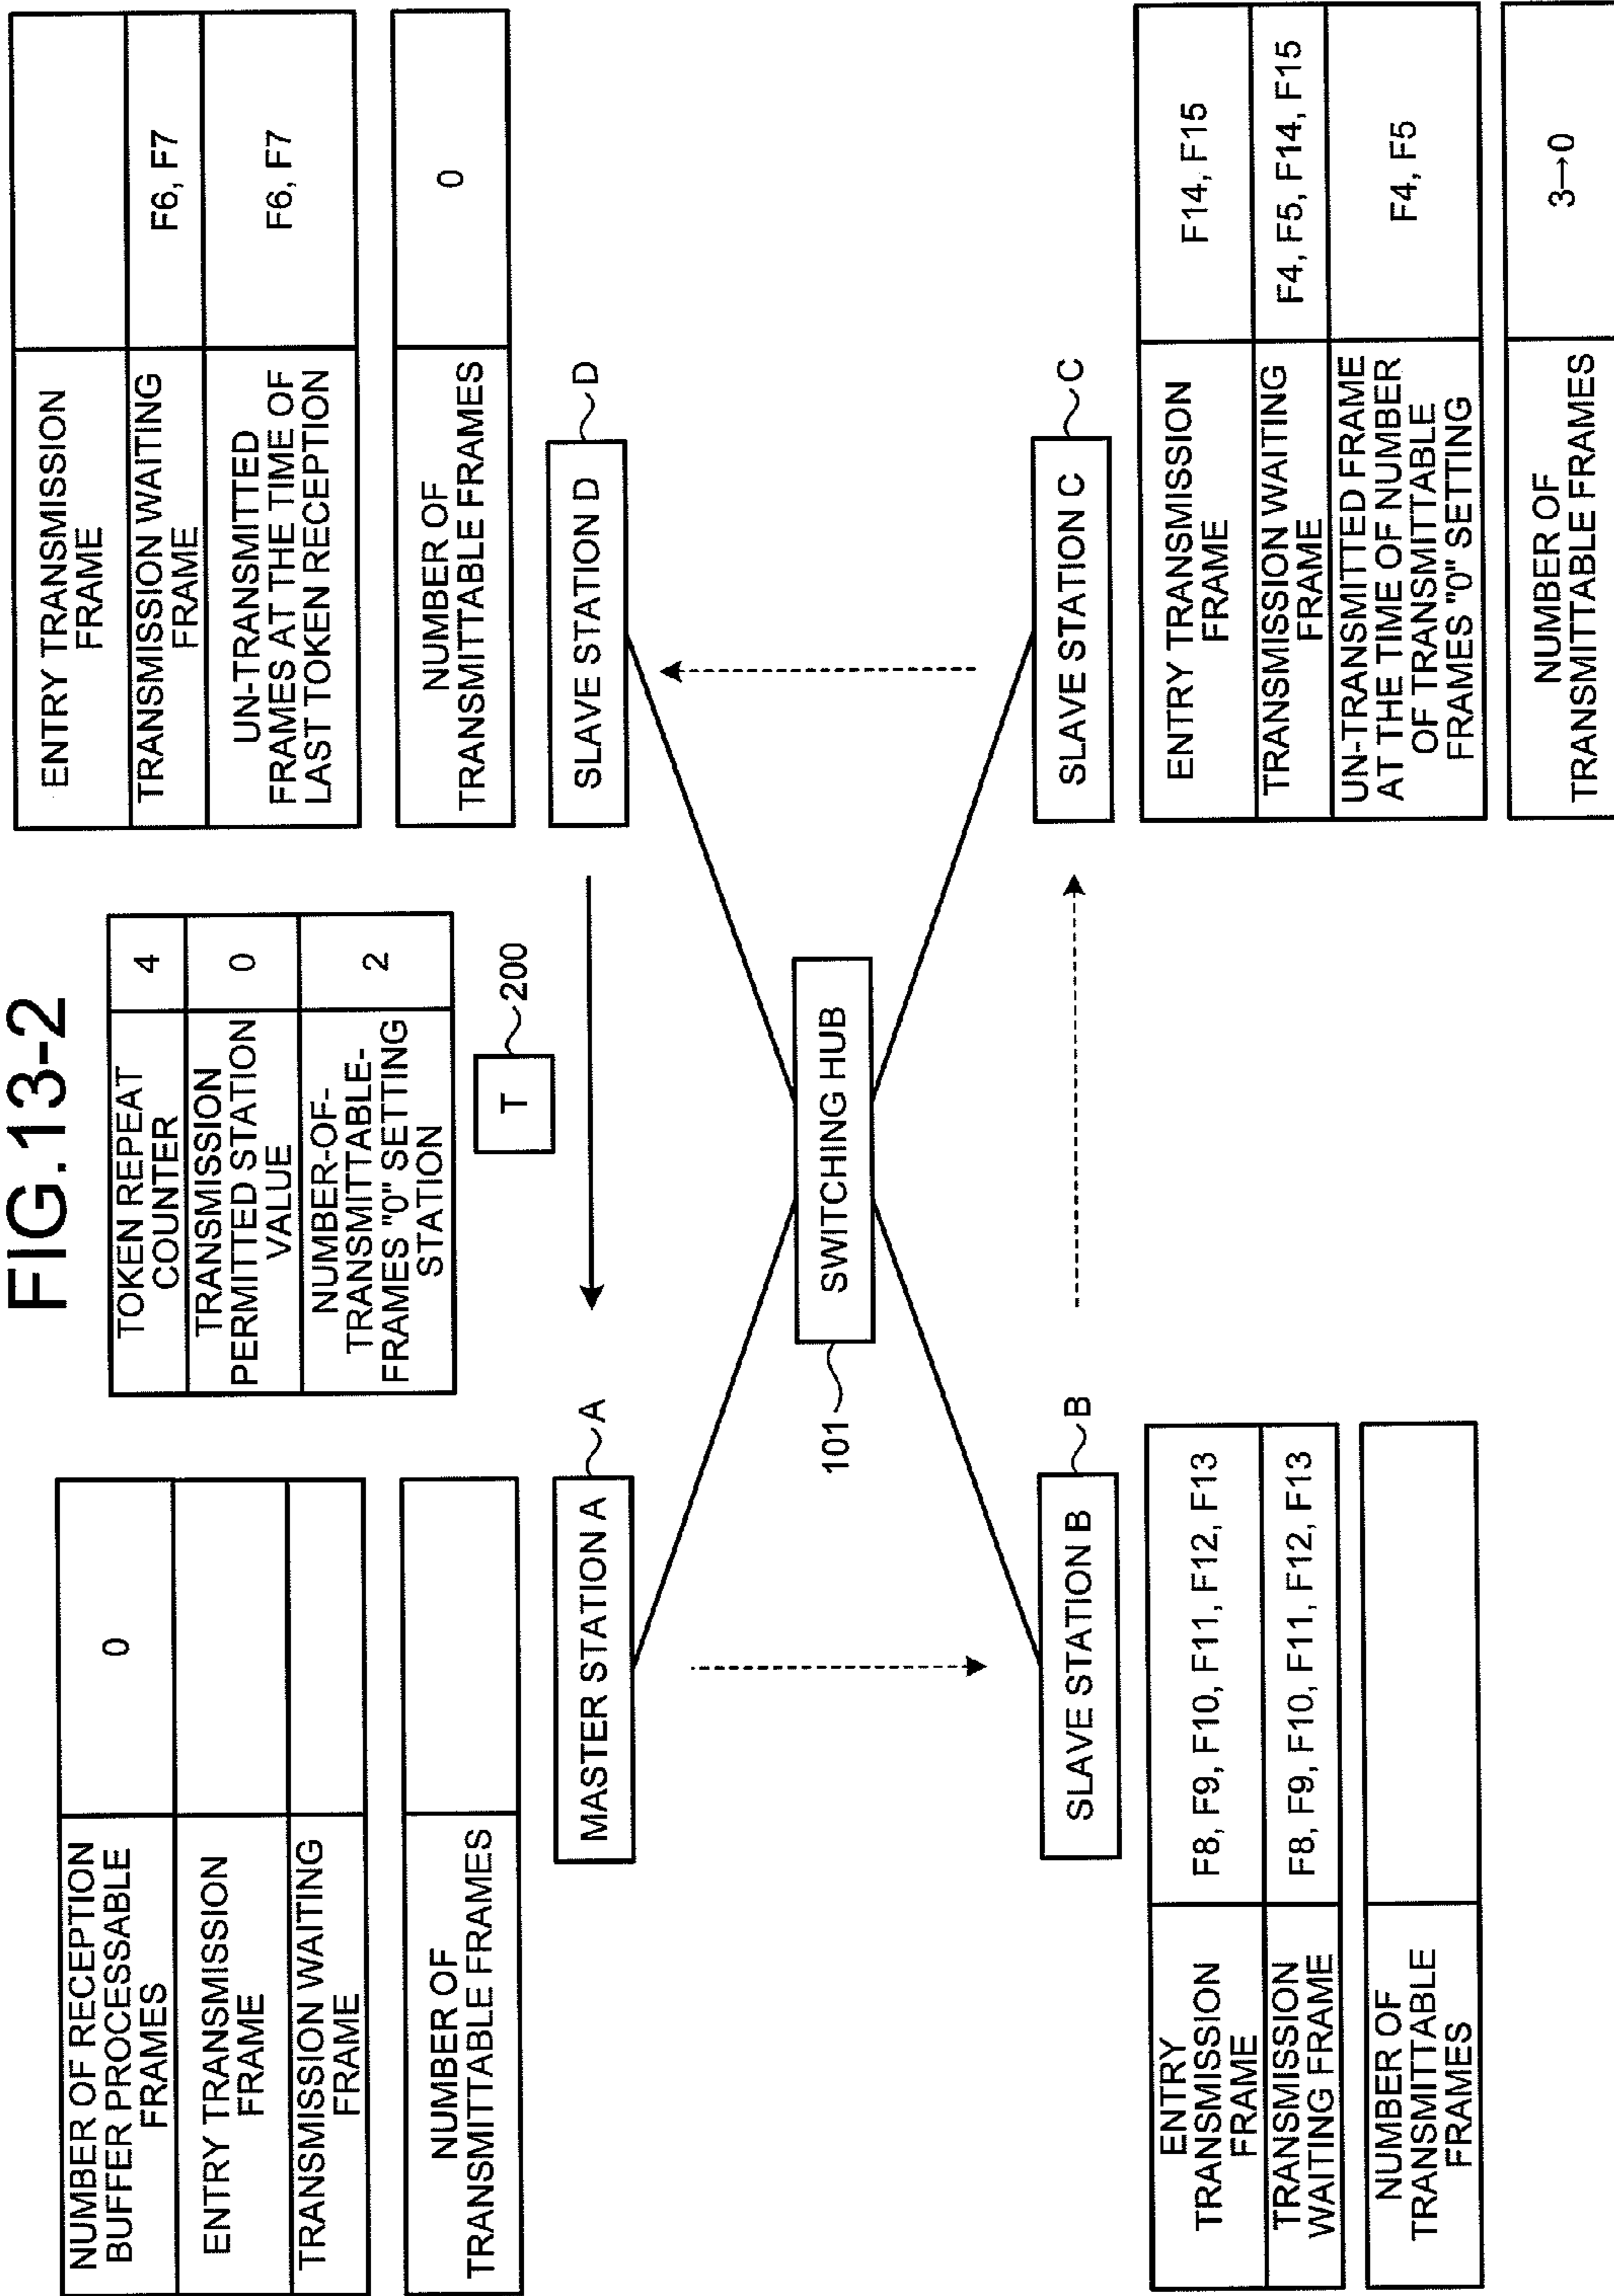 FIG.13-2
NUMBER OF RECEPTION
BUFFER PROCESSABLE
FRAMES
0
ENTRY TRANSMISSION
FRAME
TRANSMISSION WAITING
FRAME
NUMBER OF
TRANSMITTABLE FRAMES
MASTER STATION A
A
TOKEN REPEAT
COUNTER
4
TRANSMISSION
PERMITTED STATION
VALUE
0
NUMBER-OF-
TRANSMITTABLE-
FRAMES "0" SETTING
STATION
2
T
200
ENTRY TRANSMISSION
FRAME
TRANSMISSION WAITING
FRAME
F6, F7
UN-TRANSMITTED
FRAMES AT THE TIME OF
LAST TOKEN RECEPTION
F6, F7
NUMBER OF
TRANSMITTABLE FRAMES
0
SLAVE STATION D
D
SWITCHING HUB
101
SLAVE STATION B
B
ENTRY
TRANSMISSION
FRAME
F8, F9, F10, F11, F12, F13
TRANSMISSION
WAITING FRAME
F8, F9, F10, F11, F12, F13
NUMBER OF
TRANSMITTABLE
FRAMES
SLAVE STATION C
C
ENTRY TRANSMISSION
FRAME
F14, F15
TRANSMISSION WAITING
FRAME
F4, F5, F14, F15
UN-TRANSMITTED FRAME
AT THE TIME OF NUMBER
OF TRANSMITTABLE
FRAMES "0" SETTING
F4, F5
NUMBER OF
TRANSMITTABLE FRAMES
3→0